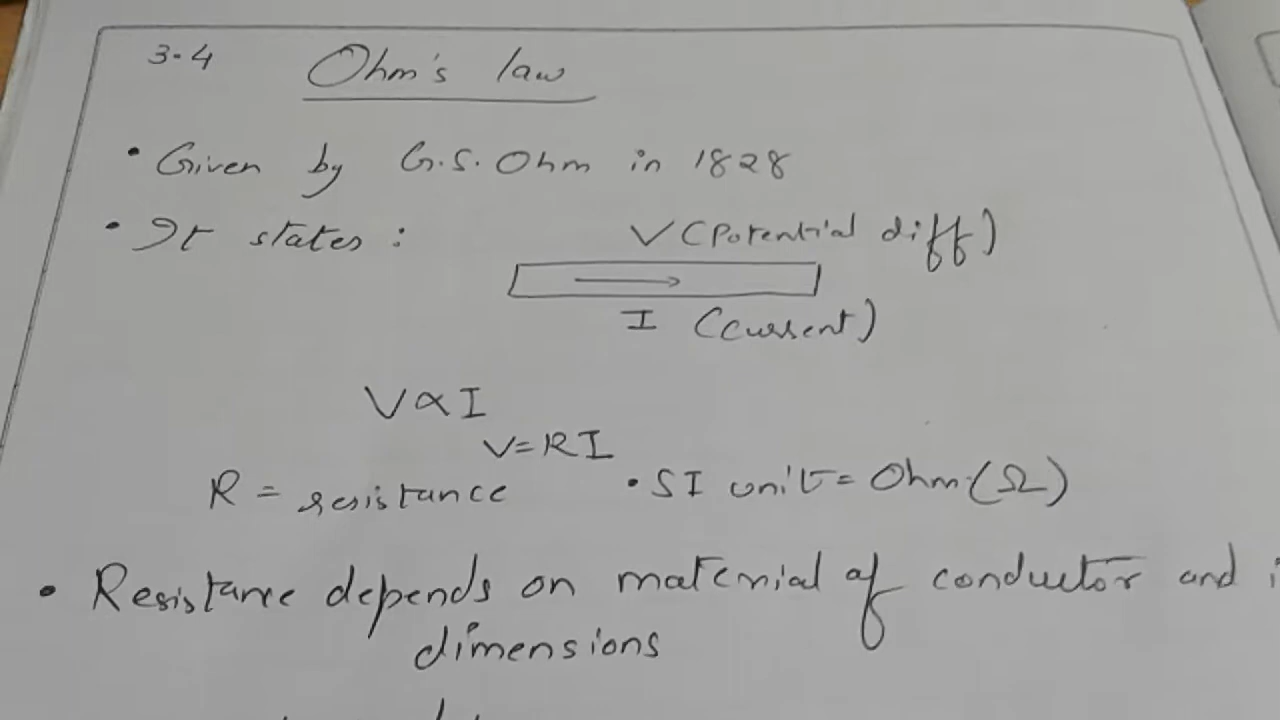 3.4 Ohm's law
• Given by G.S. Ohm in 1828
• It states :
V (Potential diff)
I (Current)
V ∝ I
V = RI
R = resistance • SI unit = Ohm (Ω)
• Resistance depends on material of conductor and
dimensions